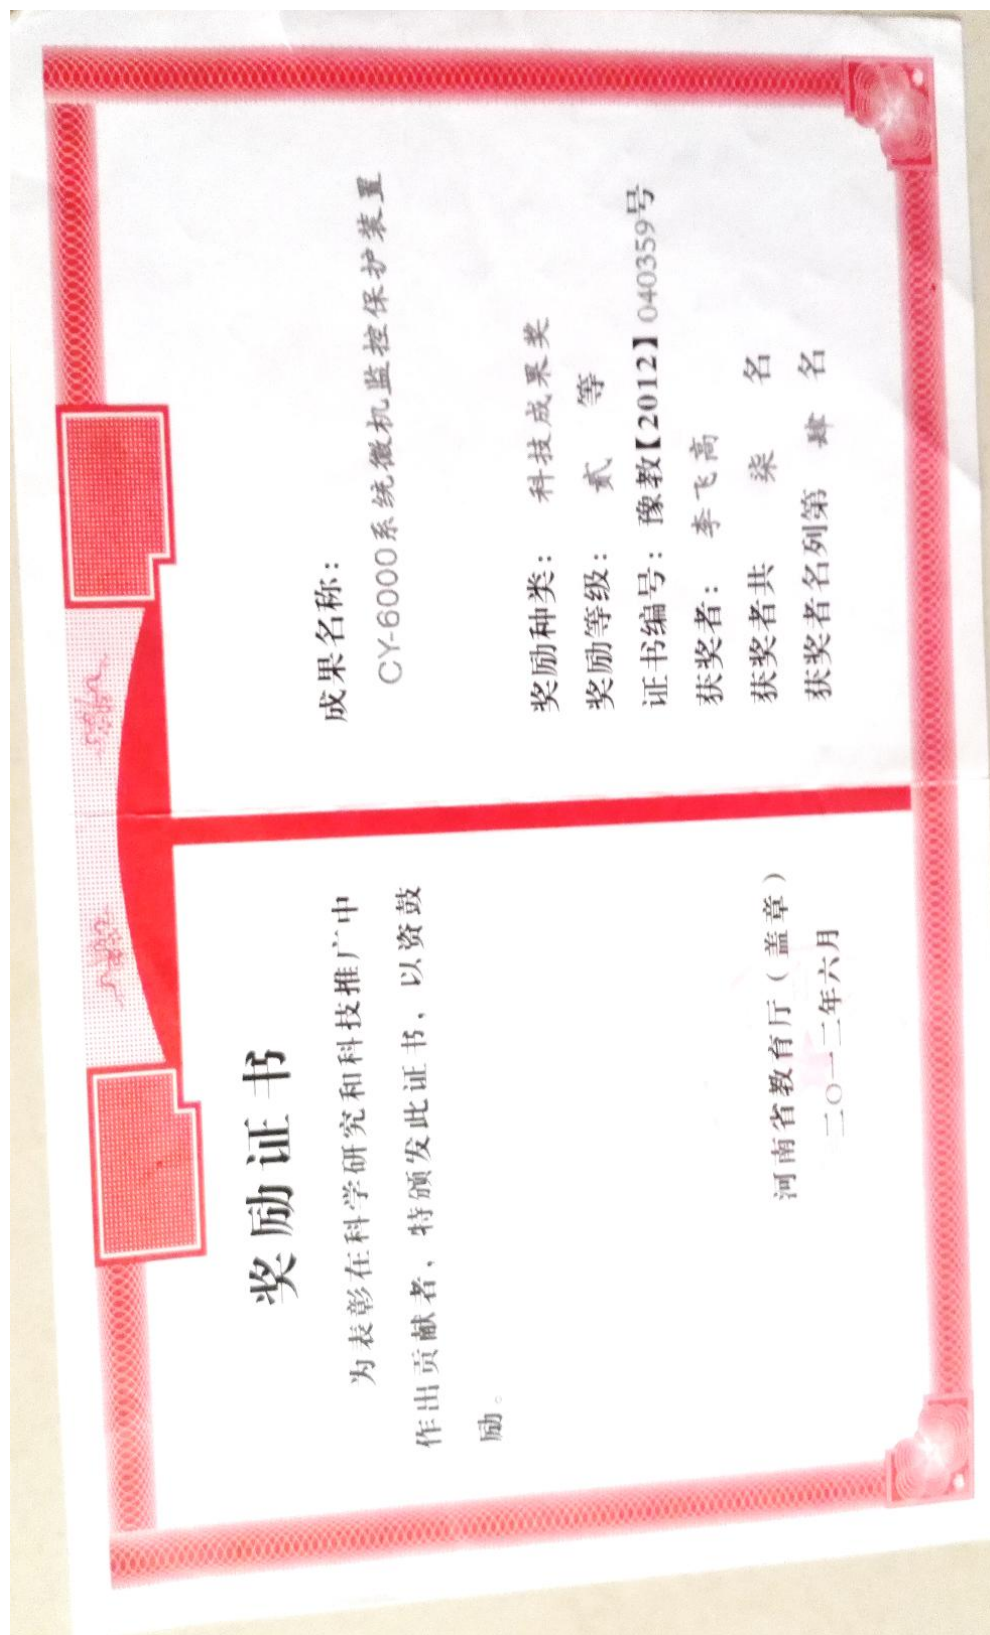 奖励证书
为表彰在科学研究和科技推广中
作出贡献者，特颁发此证书，以资鼓
励。
河南省教育厅（盖章）
二〇一二年六月
成果名称：
CY-6000系统微机监控保护装置
奖励种类： 科技成果奖
奖励等级： 贰 等
证书编号：豫教【2012】040359号
获奖者： 李飞高
获奖者共 柒 名
获奖者名列第 肆 名